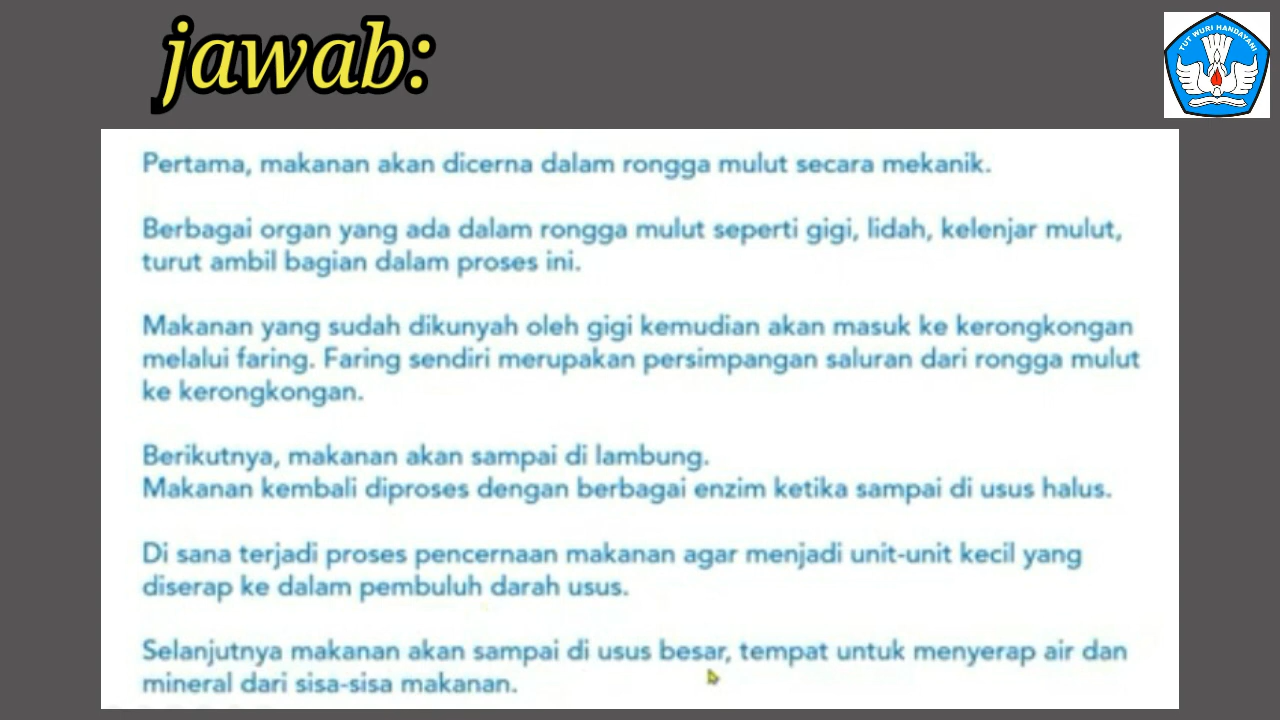 jawab:
TUT WURI HANDAYANI
Pertama, makanan akan dicerna dalam rongga mulut secara mekanik.
Berbagai organ yang ada dalam rongga mulut seperti gigi, lidah, kelenjar mulut,
turut ambil bagian dalam proses ini.
Makanan yang sudah dikunyah oleh gigi kemudian akan masuk ke kerongkongan
melalui faring. Faring sendiri merupakan persimpangan saluran dari rongga mulut
ke kerongkongan.
Berikutnya, makanan akan sampai di lambung.
Makanan kembali diproses dengan berbagai enzim ketika sampai di usus halus.
Di sana terjadi proses pencernaan makanan agar menjadi unit-unit kecil yang
diserap ke dalam pembuluh darah usus.
Selanjutnya makanan akan sampai di usus besar, tempat untuk menyerap air dan
mineral dari sisa-sisa makanan.